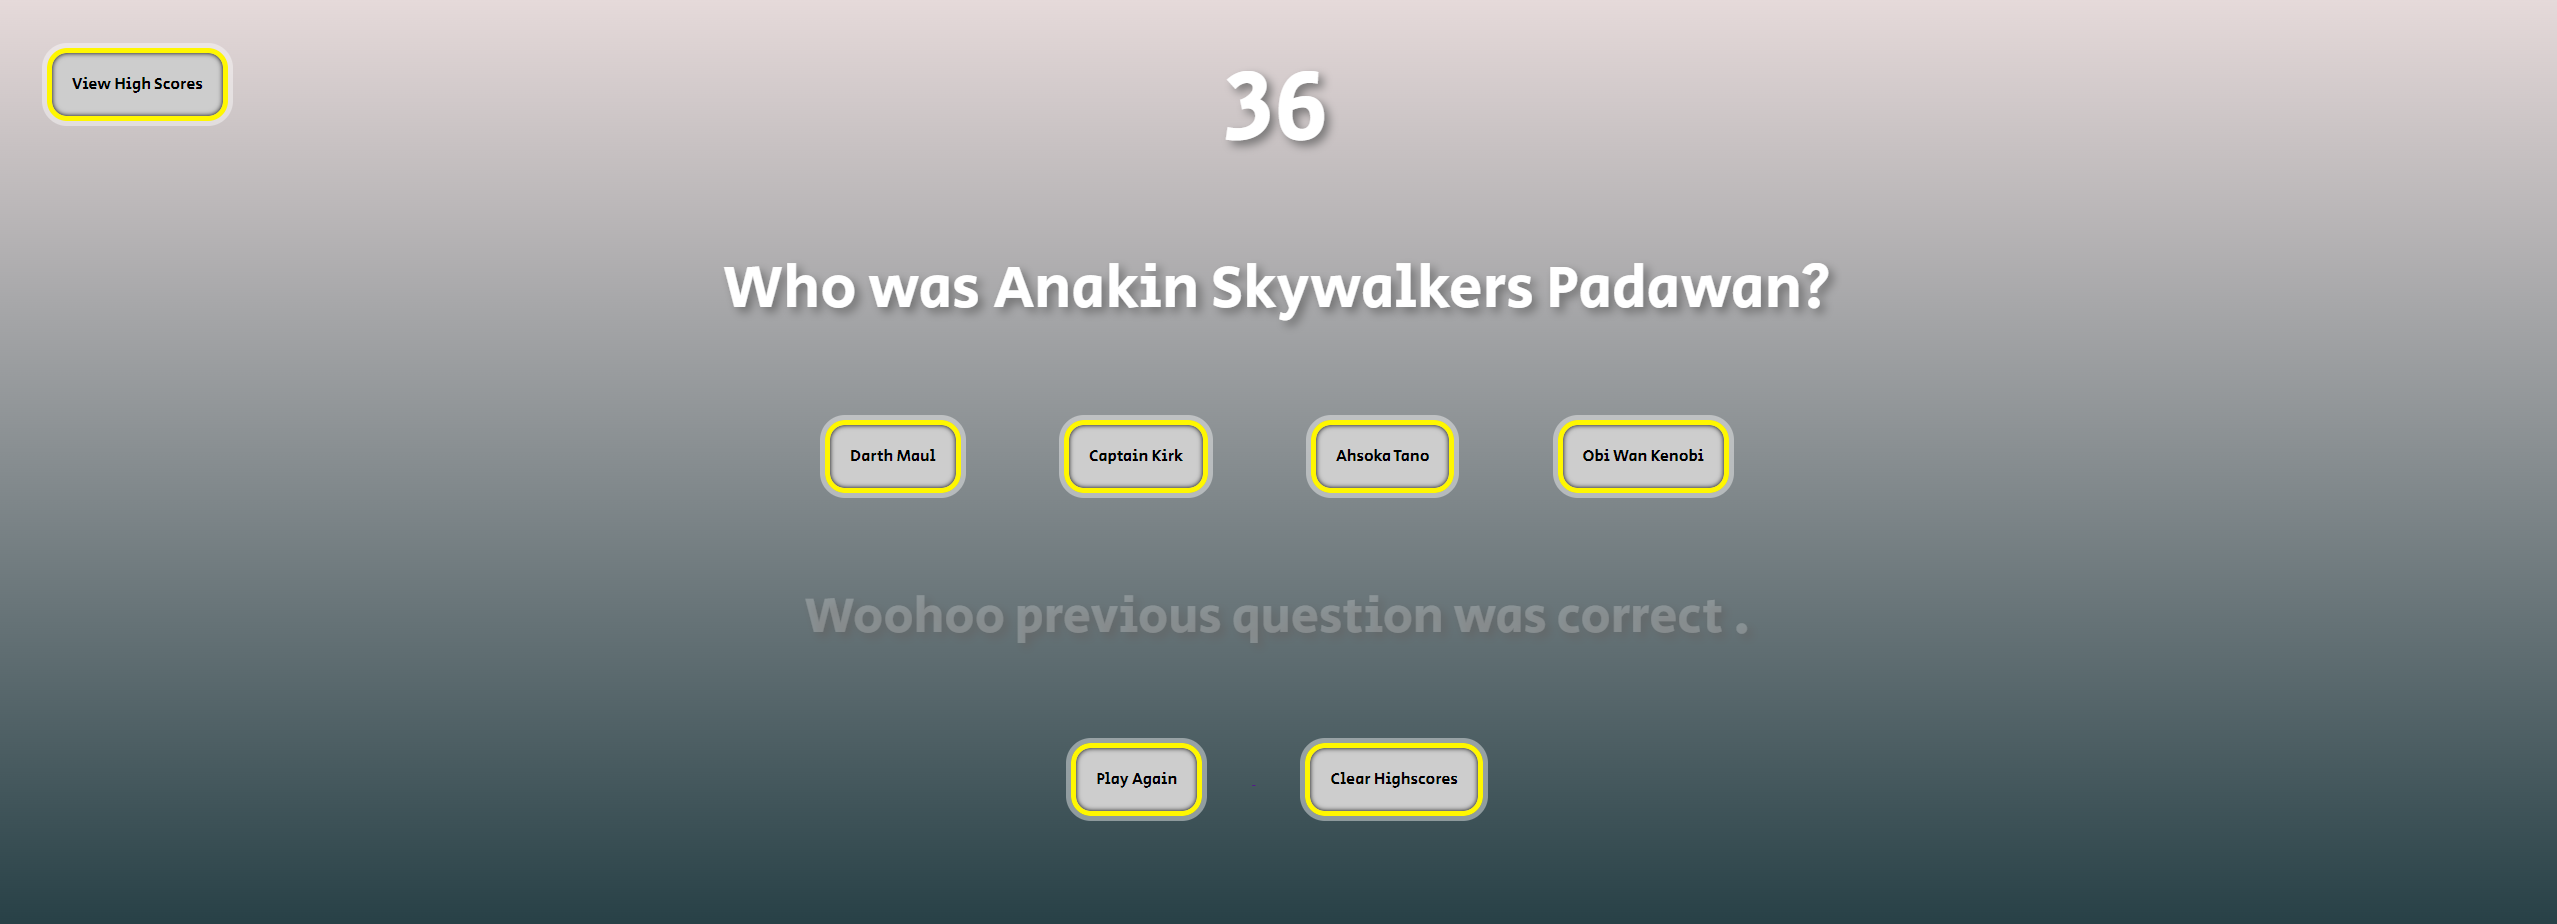 View High Scores
36
Who was Anakin Skywalkers Padawan?
Darth Maul
Captain Kirk
Ahsoka Tano
Obi Wan Kenobi
Woohoo previous question was correct .
Play Again
Clear Highscores